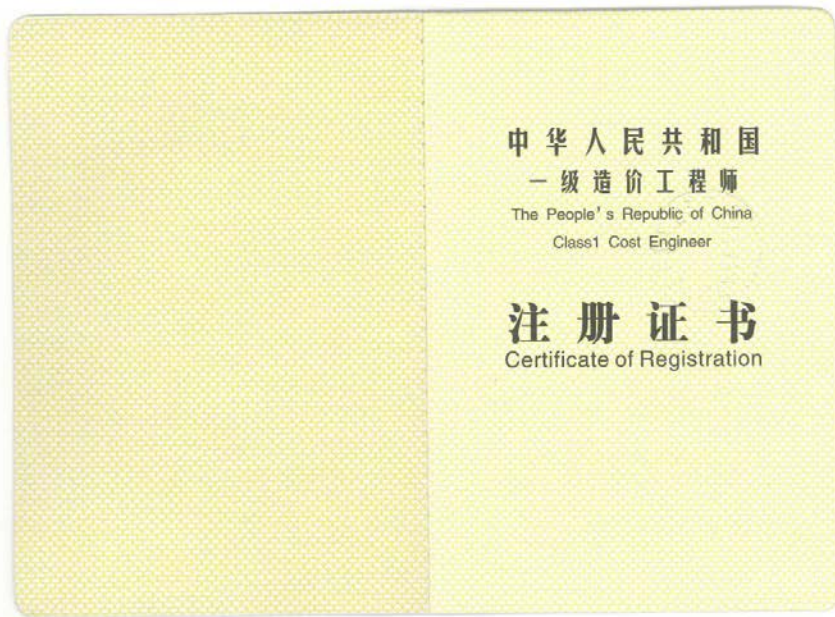 中华人民共和国
一级造价工程师
The People's Republic of China
Class1 Cost Engineer
注册证书
Certificate of Registration